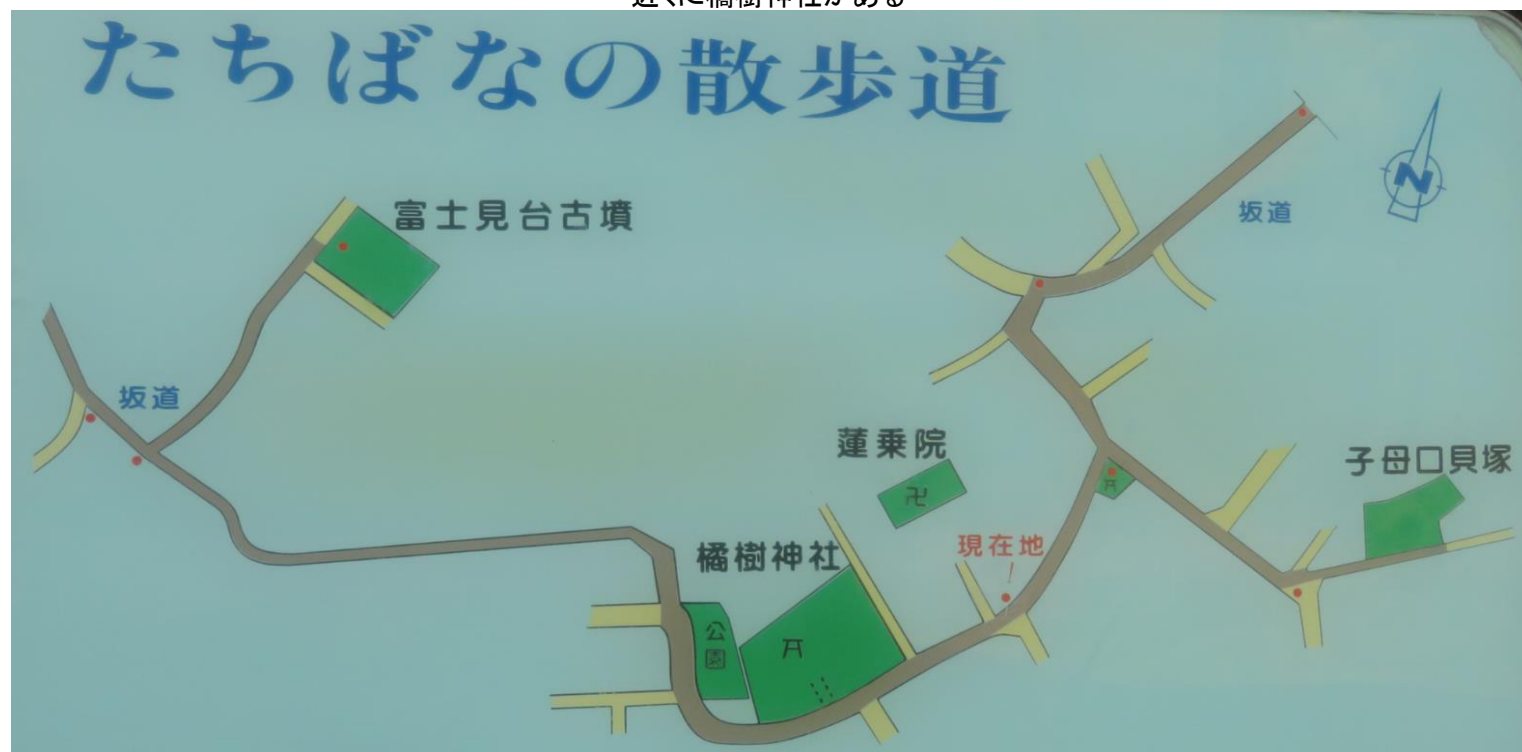 近くに橘樹神社がある
たちばなの散歩道
富士見台古墳
N
坂道
坂道
蓮乗院
卍
子母口貝塚
現在地
橘樹神社
公園